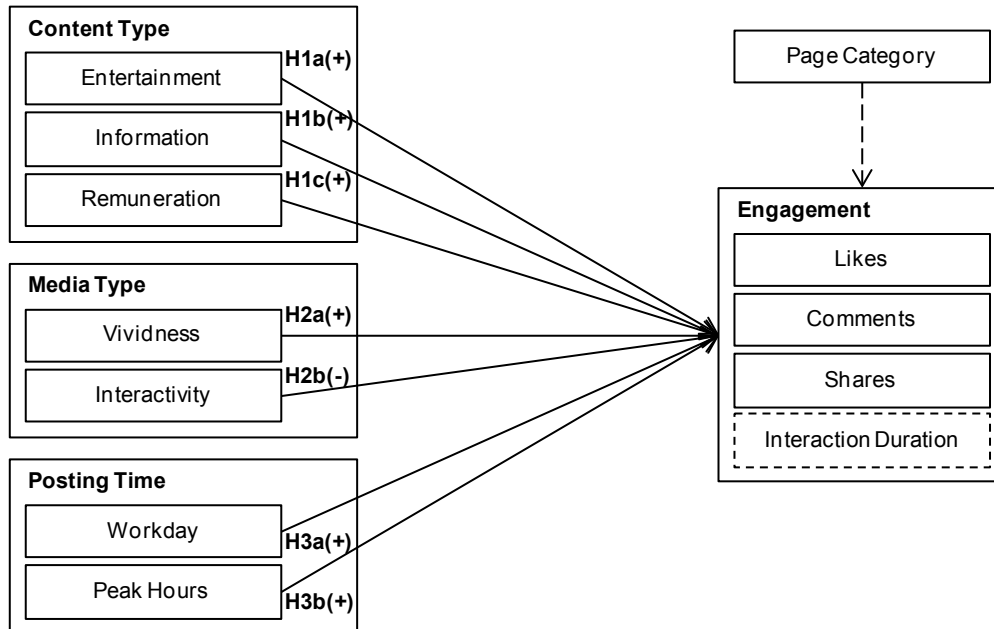 Content Type
Entertainment
H1a(+)
Information
H1b(+)
Remuneration
H1c(+)
Media Type
Vividness
H2a(+)
Interactivity
H2b(-)
Posting Time
Workday
H3a(+)
Peak Hours
H3b(+)
Page Category
Engagement
Likes
Comments
Shares
Interaction Duration